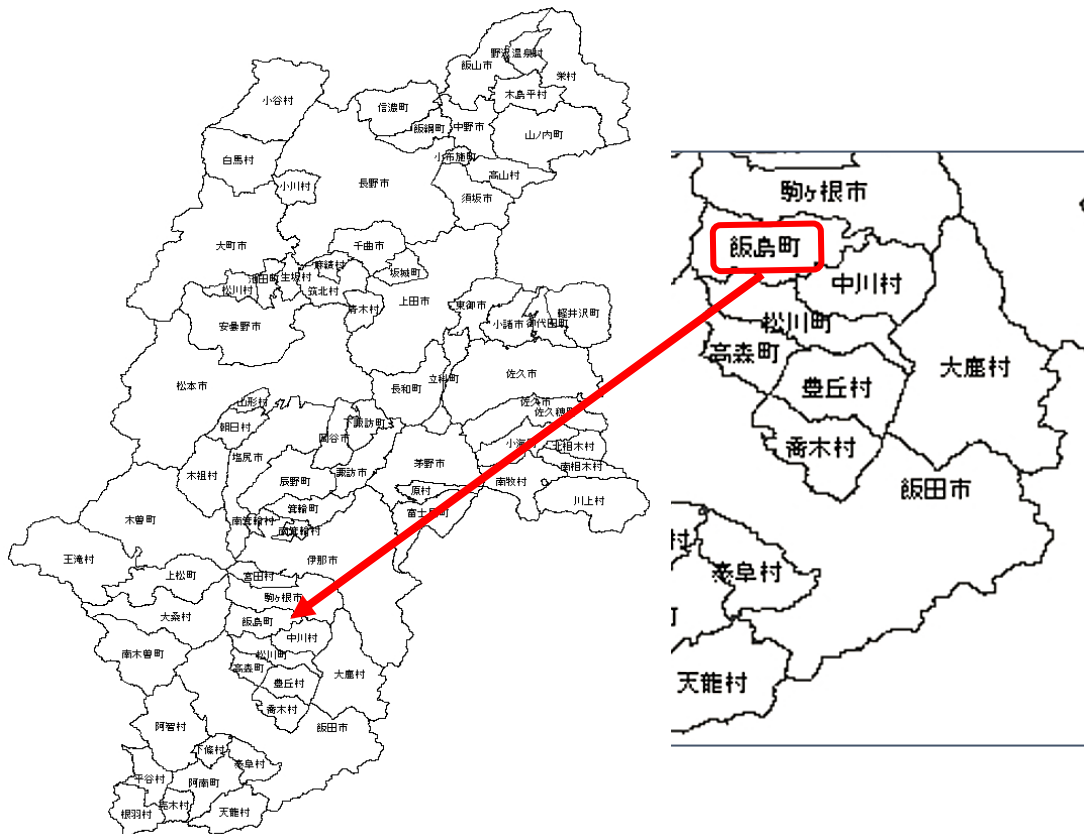 野沢温泉村
飯山市
栄村
小谷村
木島平村
信濃町
飯綱町
中野市
山ノ内町
白馬村
小布施町
高山村
小川村
長野市
須坂市
大町市
千曲市
麻績村
坂城町
池田町
生坂村
松川村
筑北村
青木村
上田市
東御市
小諸市
御代田町
軽井沢町
安曇野市
松本市
長和町
立科町
佐久市
佐久市
佐久穂町
山形村
朝日村
下諏訪町
岡谷市
塩尻市
小海町
北相木村
茅野市
南相木村
木祖村
辰野町
諏訪市
南牧村
原村
川上村
富士見町
箕輪町
木曽町
南箕輪村
南箕輪村
伊那市
王滝村
上松町
宮田村
駒ヶ根市
大桑村
飯島町
中川村
南木曽町
松川町
高森町
豊丘村
大鹿村
喬木村
阿智村
飯田市
下條村
泰阜村
平谷村
阿南町
売木村
根羽村
天龍村
駒ヶ根市
飯島町
中川村
松川町
高森町
大鹿村
豊丘村
喬木村
飯田市
村
泰阜村
町
天龍村